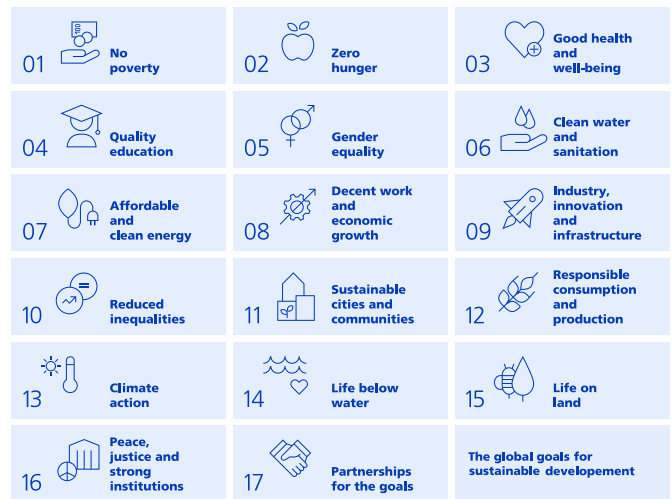 01
No
poverty
02
Zero
hunger
03
Good health
and
well-being
04
Quality
education
05
Gender
equality
06
Clean water
and
sanitation
07
Affordable
and
clean energy
08
Decent work
and
economic
growth
09
Industry,
innovation
and
infrastructure
10
Reduced
inequalities
11
Sustainable
cities and
communities
12
Responsible
consumption
and
production
13
Climate
action
14
Life below
water
15
Life on
land
16
Peace,
justice and
strong
institutions
17
Partnerships
for the goals
The global goals for
sustainable developement